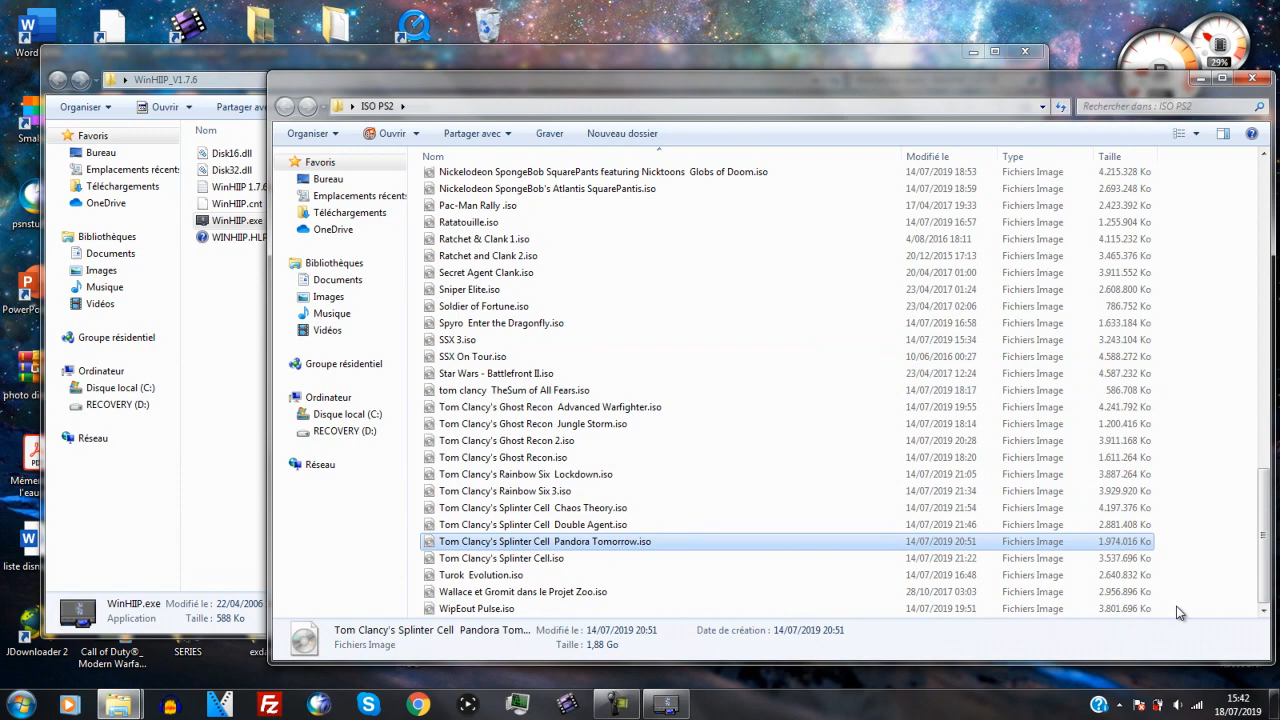 Word
Small
psnstu
PowerPo
photo di
Mémen
l'eau
liste disn
JDownloader 2
Call of Duty®_
Modern Warfa...
SERIES
exda
29%
WinHIIP_V1.7.6
Organiser
Ouvrir
Partager ave
Favoris
Bureau
Emplacements récents
Téléchargements
OneDrive
Bibliothèques
Documents
Images
Musique
Vidéos
Groupe résidentiel
Ordinateur
Disque local (C:)
RECOVERY (D:)
Réseau
Nom
Disk16.dll
Disk32.dll
WinHIIP 1.7.6
WinHIIP.cnt
WinHIIP.exe
WINHIIP.HLP
WinHIIP.exe Modifié le : 22/04/2006
Application Taille : 588 Ko
ISO PS2
Rechercher dans : ISO PS2
Organiser Ouvrir Partager avec Graver Nouveau dossier
Favoris
Bureau
Emplacements récents
Téléchargements
OneDrive
Bibliothèques
Documents
Images
Musique
Vidéos
Groupe résidentiel
Ordinateur
Disque local (C:)
RECOVERY (D:)
Réseau
Nom Modifié le Type Taille
Nickelodeon SpongeBob SquarePants featuring Nicktoons Globs of Doom.iso 14/07/2019 18:53 Fichiers Image 4.215.328 Ko
Nickelodeon SpongeBob's Atlantis SquarePantis.iso 14/07/2019 18:59 Fichiers Image 2.693.248 Ko
Pac-Man Rally .iso 17/04/2017 19:33 Fichiers Image 2.423.392 Ko
Ratatouille.iso 14/07/2019 16:57 Fichiers Image 1.255.904 Ko
Ratchet & Clank 1.iso 4/08/2016 18:11 Fichiers Image 4.115.232 Ko
Ratchet and Clank 2.iso 20/12/2015 17:13 Fichiers Image 3.465.376 Ko
Secret Agent Clank.iso 20/04/2017 01:00 Fichiers Image 3.911.552 Ko
Sniper Elite.iso 23/04/2017 01:00 Fichiers Image 2.608.800 Ko
Soldier of Fortune.iso 23/04/2017 02:06 Fichiers Image 786.752 Ko
Spyro Enter the Dragonfly.iso 14/07/2019 16:58 Fichiers Image 1.633.184 Ko
SSX 3.iso 14/07/2019 15:34 Fichiers Image 3.243.104 Ko
SSX On Tour.iso 10/06/2016 00:27 Fichiers Image 4.588.272 Ko
Star Wars - Battlefront II.iso 23/04/2017 12:24 Fichiers Image 4.587.232 Ko
tom clancy TheSum of All Fears.iso 14/07/2019 18:17 Fichiers Image 586.708 Ko
Tom Clancy's Ghost Recon Advanced Warfighter.iso 14/07/2019 19:55 Fichiers Image 4.241.792 Ko
Tom Clancy's Ghost Recon Jungle Storm.iso 14/07/2019 18:14 Fichiers Image 1.200.416 Ko
Tom Clancy's Ghost Recon 2.iso 14/07/2019 20:28 Fichiers Image 3.911.168 Ko
Tom Clancy's Ghost Recon.iso 14/07/2019 18:20 Fichiers Image 1.611.264 Ko
Tom Clancy's Rainbow Six Lockdown.iso 14/07/2019 21:05 Fichiers Image 3.887.264 Ko
Tom Clancy's Rainbow Six 3.iso 14/07/2019 21:34 Fichiers Image 3.929.920 Ko
Tom Clancy's Splinter Cell Chaos Theory.iso 14/07/2019 21:54 Fichiers Image 4.197.376 Ko
Tom Clancy's Splinter Cell Double Agent.iso 14/07/2019 21:46 Fichiers Image 2.881.408 Ko
Tom Clancy's Splinter Cell Pandora Tomorrow.iso 14/07/2019 20:51 Fichiers Image 1.974.016 Ko
Tom Clancy's Splinter Cell.iso 14/07/2019 21:22 Fichiers Image 3.537.696 Ko
Turok Evolution.iso 14/07/2019 16:48 Fichiers Image 2.640.832 Ko
Wallace et Gromit dans le Projet Zoo.iso 28/10/2017 03:03 Fichiers Image 2.956.896 Ko
WipEout Pulse.iso 14/07/2019 19:51 Fichiers Image 3.801.696 Ko
Tom Clancy's Splinter Cell Pandora Tom... Modifié le : 14/07/2019 20:51 Date de création : 14/07/2019 20:51
Fichiers Image Taille : 1,88 Go
15:42
18/07/2019